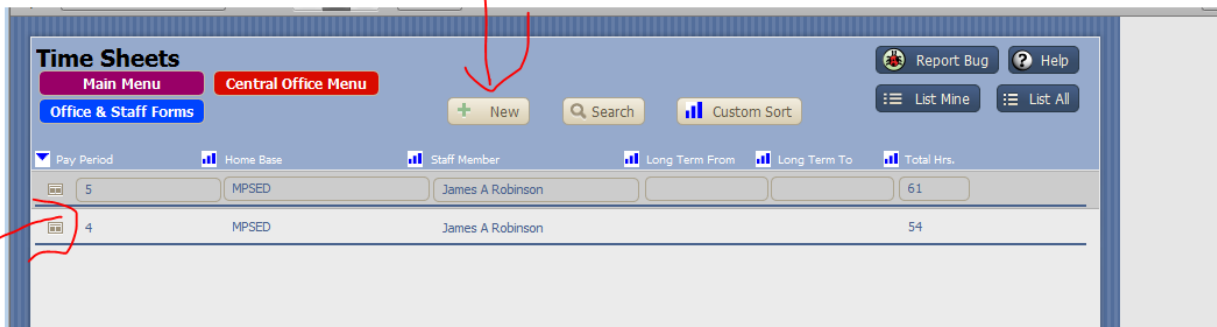 Time Sheets
Report Bug
Help
Main Menu
Central Office Menu
List Mine
List All
Office & Staff Forms
New
Search
Custom Sort
Pay Period Home Base Staff Member Long Term From Long Term To Total Hrs.
5 MPSED James A Robinson 61
4 MPSED James A Robinson 54